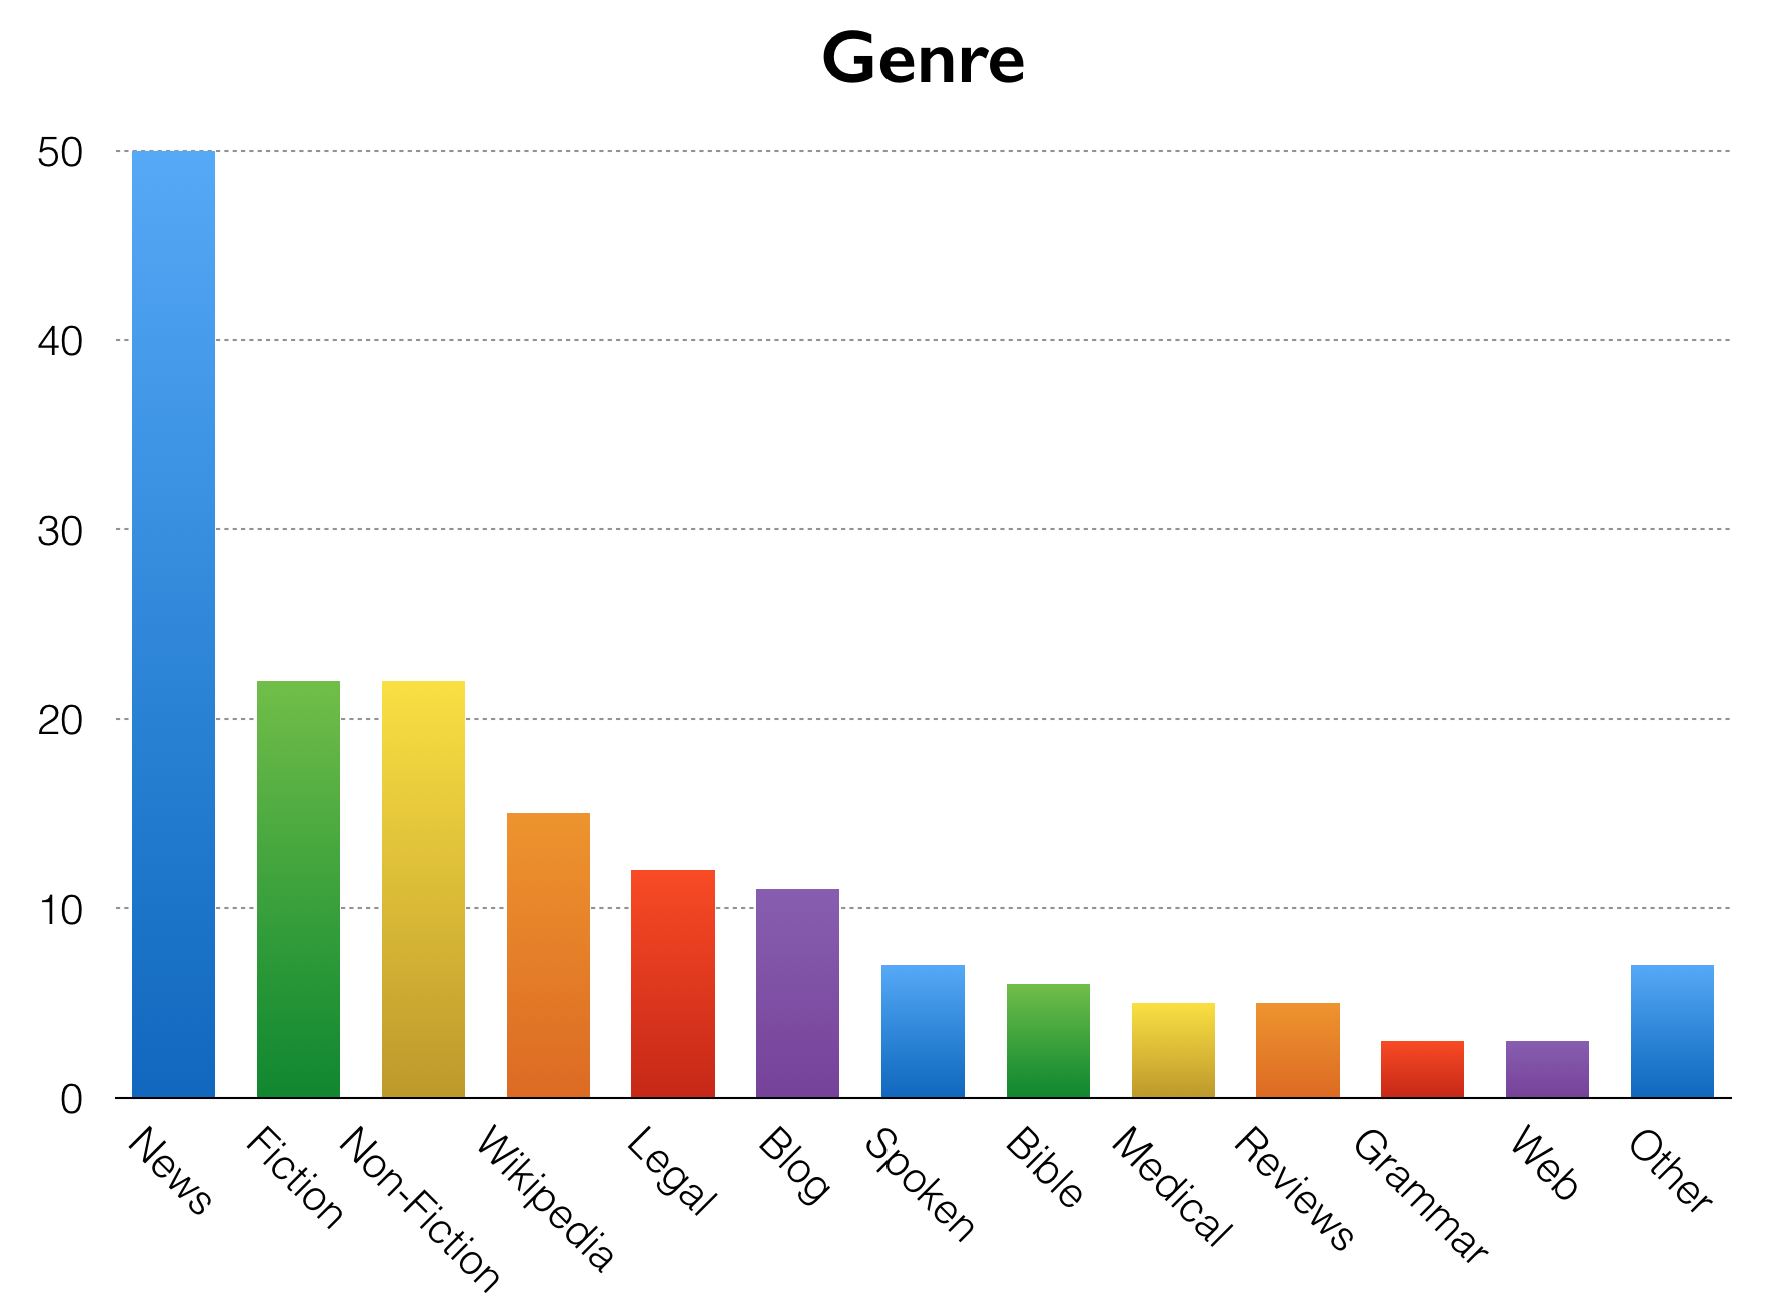 Genre
50
40
30
20
10
0
News
Fiction
Non-Fiction
Wikipedia
Legal
Blog
Spoken
Bible
Medical
Reviews
Grammar
Web
Other